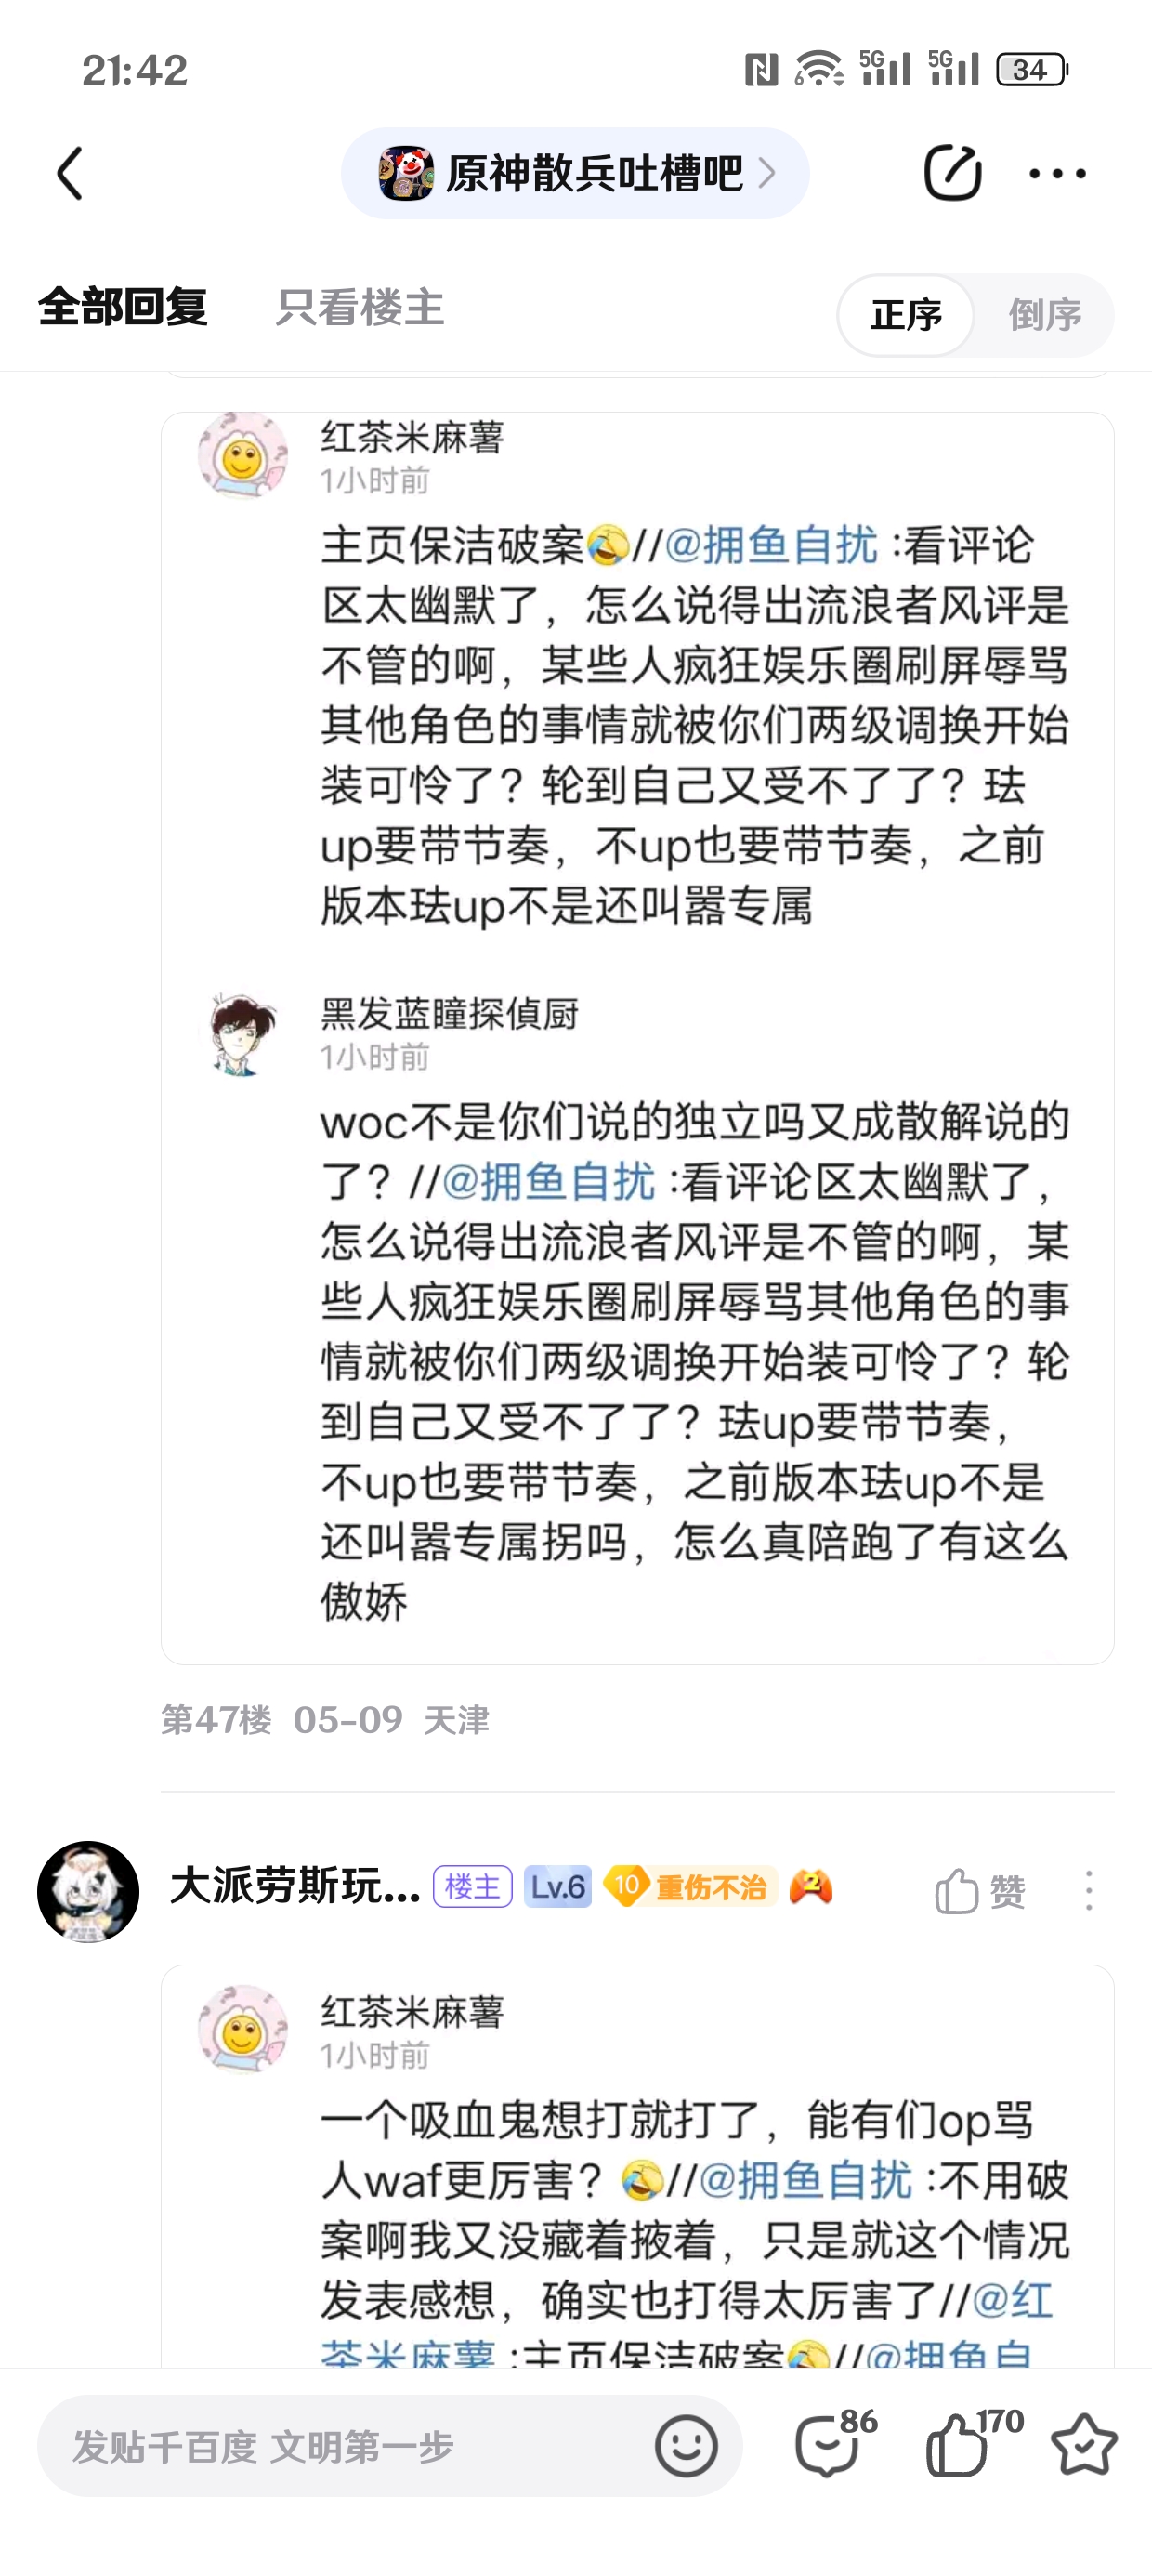 21:42
6 5G 5G 34
原神散兵吐槽吧
全部回复 只看楼主 正序 倒序
红茶米麻薯
1小时前
主页保洁破案🤣//@拥鱼自扰 :看评论
区太幽默了，怎么说得出流浪者风评是
不管的啊，某些人疯狂娱乐圈刷屏辱骂
其他角色的事情就被你们两级调换开始
装可怜了？轮到自己又受不了了？珐
up要带节奏，不up也要带节奏，之前
版本珐up不是还叫嚣专属
黑发蓝瞳探偵厨
1小时前
woc不是你们说的独立吗又成散解说的
了？//@拥鱼自扰 :看评论区太幽默了，
怎么说得出流浪者风评是不管的啊，某
些人疯狂娱乐圈刷屏辱骂其他角色的事
情就被你们两级调换开始装可怜了？轮
到自己又受不了了？珐up要带节奏，
不up也要带节奏，之前版本珐up不是
还叫嚣专属拐吗，怎么真陪跑了有这么
傲娇
第47楼 05-09 天津
大派劳斯玩... 楼主 Lv.6 10 重伤不治 2 赞
红茶米麻薯
1小时前
一个吸血鬼想打就打了，能有们op骂
人waf更厉害？🤣//@拥鱼自扰 :不用破
案啊我又没藏着掖着，只是就这个情况
发表感想，确实也打得太厉害了//@红
茶米麻薯 :主页保洁破案🤣//@拥鱼自
发贴千百度 文明第一步 86 170